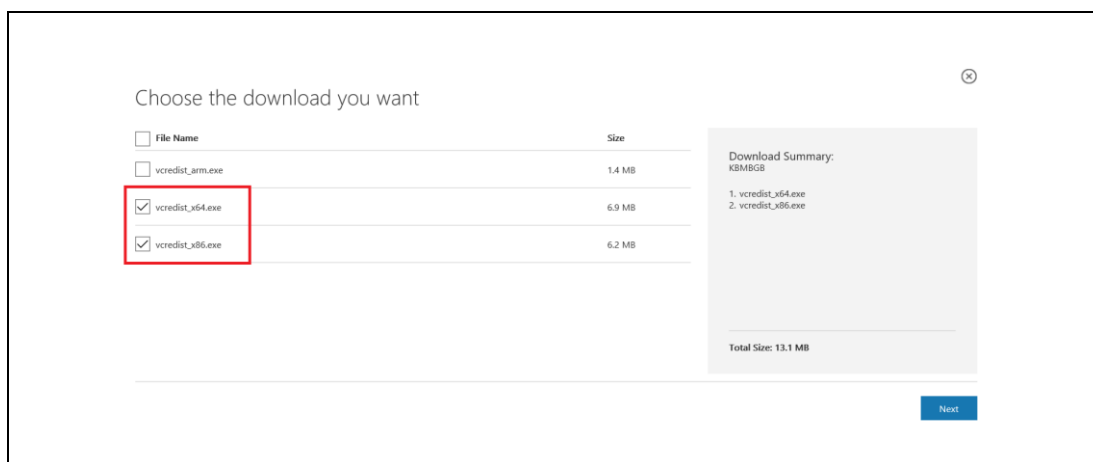 Choose the download you want
File Name Size
vcredist_arm.exe 1.4 MB
vcredist_x64.exe 6.9 MB
vcredist_x86.exe 6.2 MB
Download Summary:
KBMBGB
1. vcredist_x64.exe
2. vcredist_x86.exe
Total Size: 13.1 MB
Next